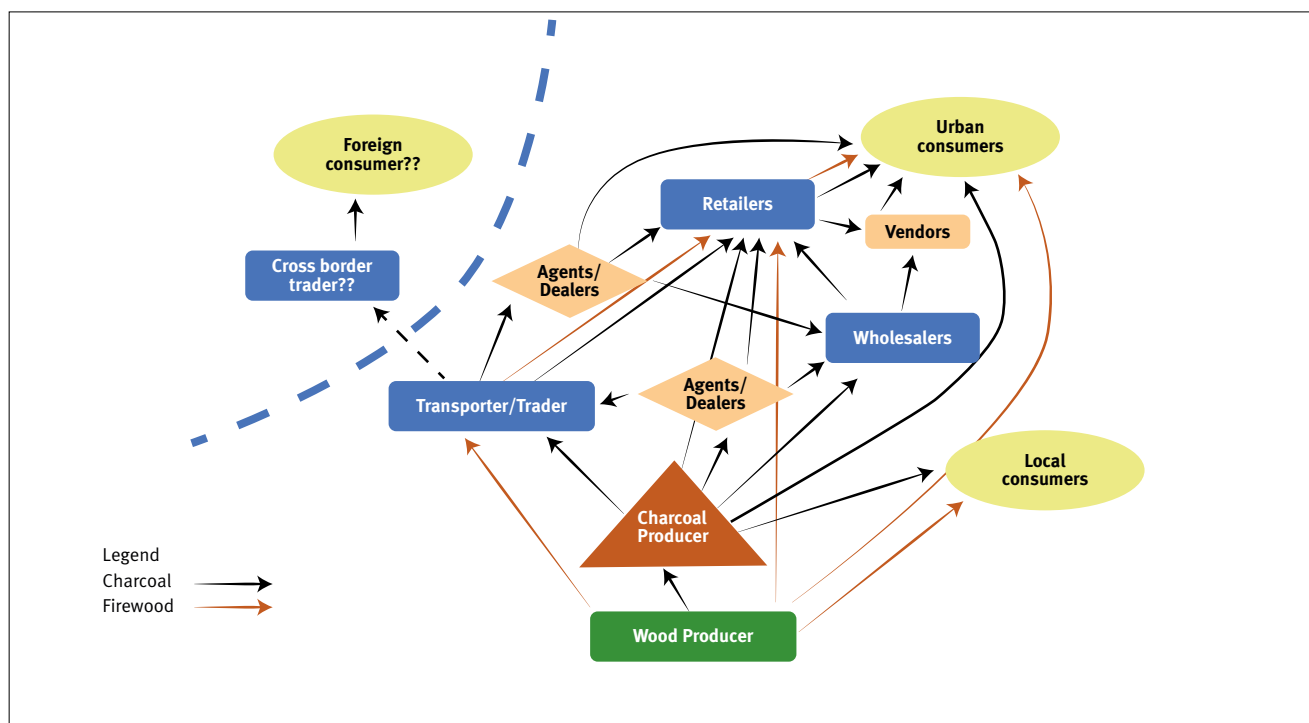 Urban
consumers
Foreign
consumer??
Retailers
Vendors
Cross border
trader??
Agents/
Dealers
Wholesalers
Agents/
Dealers
Transporter/Trader
Local
consumers
Charcoal
Producer
Legend
Charcoal
Firewood
Wood Producer